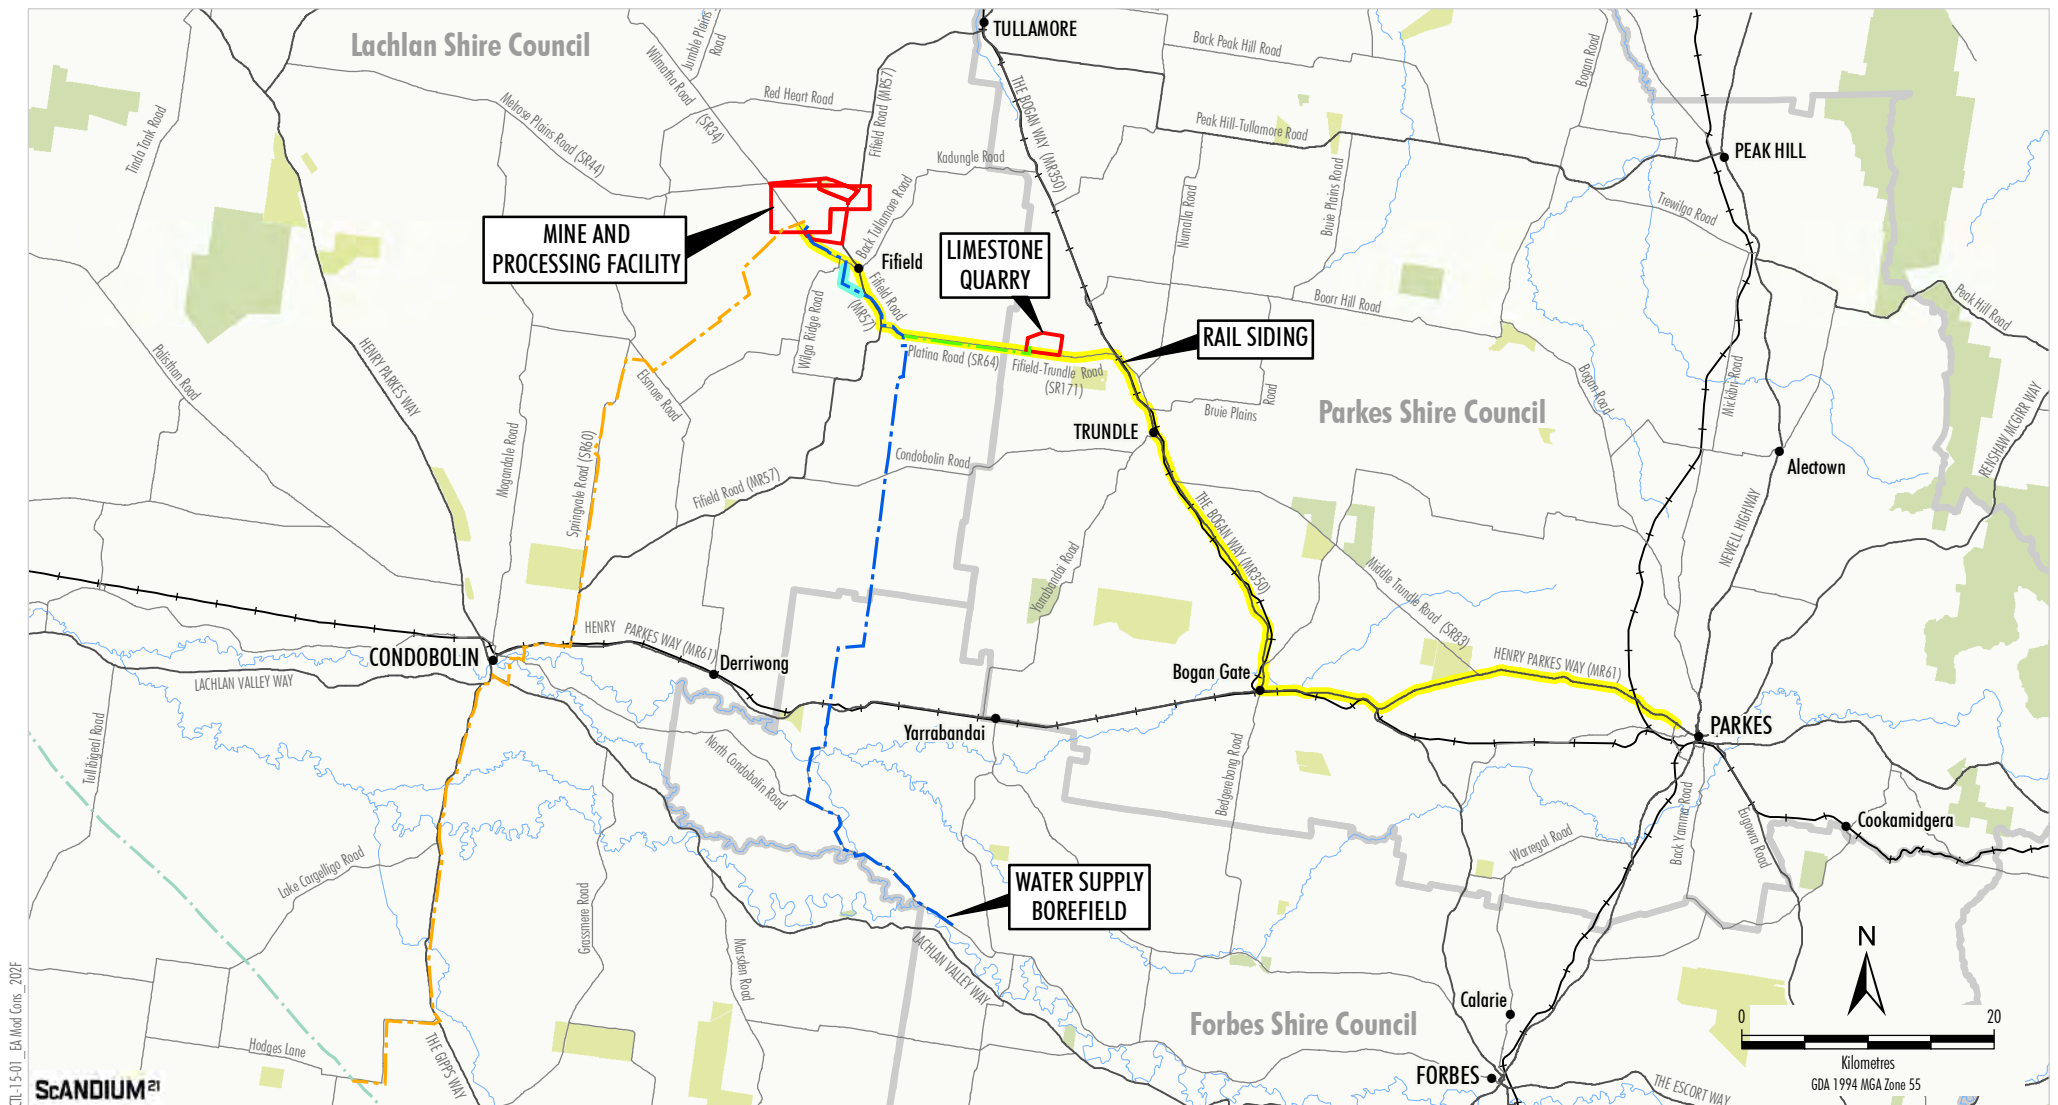 Lachlan Shire Council
TULLAMORE
Jumble Plains
Road
Wilmatha Road
(SR34)
Back Peak Hill Road
Bogan Road
Red Heart Road
Melrose Plains Road (SR44)
Tinda Tank Road
Fifield Road (MR57)
THE BOGAN WAY (MR350)
Peak Hill-Tullamore Road
PEAK HILL
Kadungle Road
Back Tullamore Road
Numalla Road
Bruie Plains Road
Trewilga Road
MINE AND
PROCESSING FACILITY
Fifield
LIMESTONE
QUARRY
Fifield Road
(MR57)
Wilga Ridge Road
Boorr Hill Road
Peak Hill Road
RAIL SIDING
Platina Road (SR64)
Fifield-Trundle Road
(SR171)
HENRY PARKES WAY
Polisthan Road
Elsmore Road
Bruie Plains
Road
Bogan Road
Mickibri Road
RENSHAW MCGIRR WAY
Parkes Shire Council
TRUNDLE
Mogandale Road
Springvale Road (SR60)
Condobolin Road
Fifield Road (MR57)
Alectown
THE BOGAN WAY (MR350)
NEWELL HIGHWAY
Yarrabandai Road
Middle Trundle Road (SR83)
HENRY PARKES WAY (MR61)
CONDOBOLIN
Derriwong
Bogan Gate
HENRY PARKES WAY (MR61)
LACHLAN VALLEY WAY
PARKES
Yarrabandai
Tullibigeal Road
North Condobolin Road
Bedgerebong Road
Back Yamma Road
Eugowra Road
Cookamidgera
Warregal Road
Lake Cargelligo Road
WATER SUPPLY
BOREFIELD
Grassmere Road
Marsden Road
LACHLAN VALLEY WAY
N
Calarie
Forbes Shire Council
0
20
Kilometres
GDA 1994 MGA Zone 55
Hodges Lane
THE GIPPS WAY
FORBES
THE ESCORT WAY
SCANDIUM21
CTL-15-01_EA Mod Cons_202F